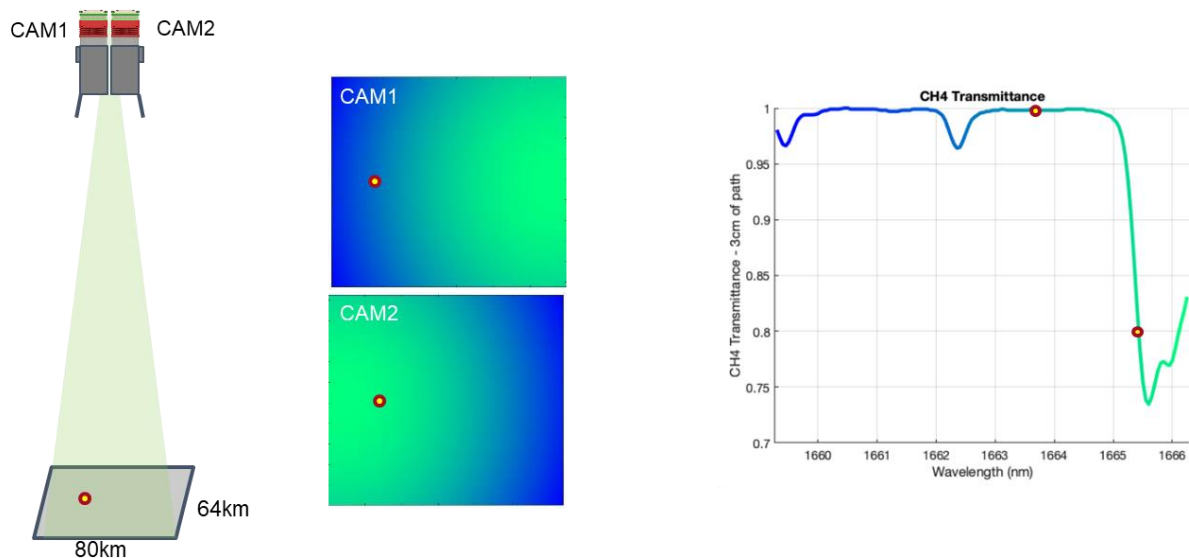 CAM1
CAM2
64km
80km
CAM1
CAM2
CH4 Transmittance
CH4 Transmittance - 3cm of path
1
0.95
0.9
0.85
0.8
0.75
0.7
1660
1661
1662
1663
1664
1665
1666
Wavelength (nm)